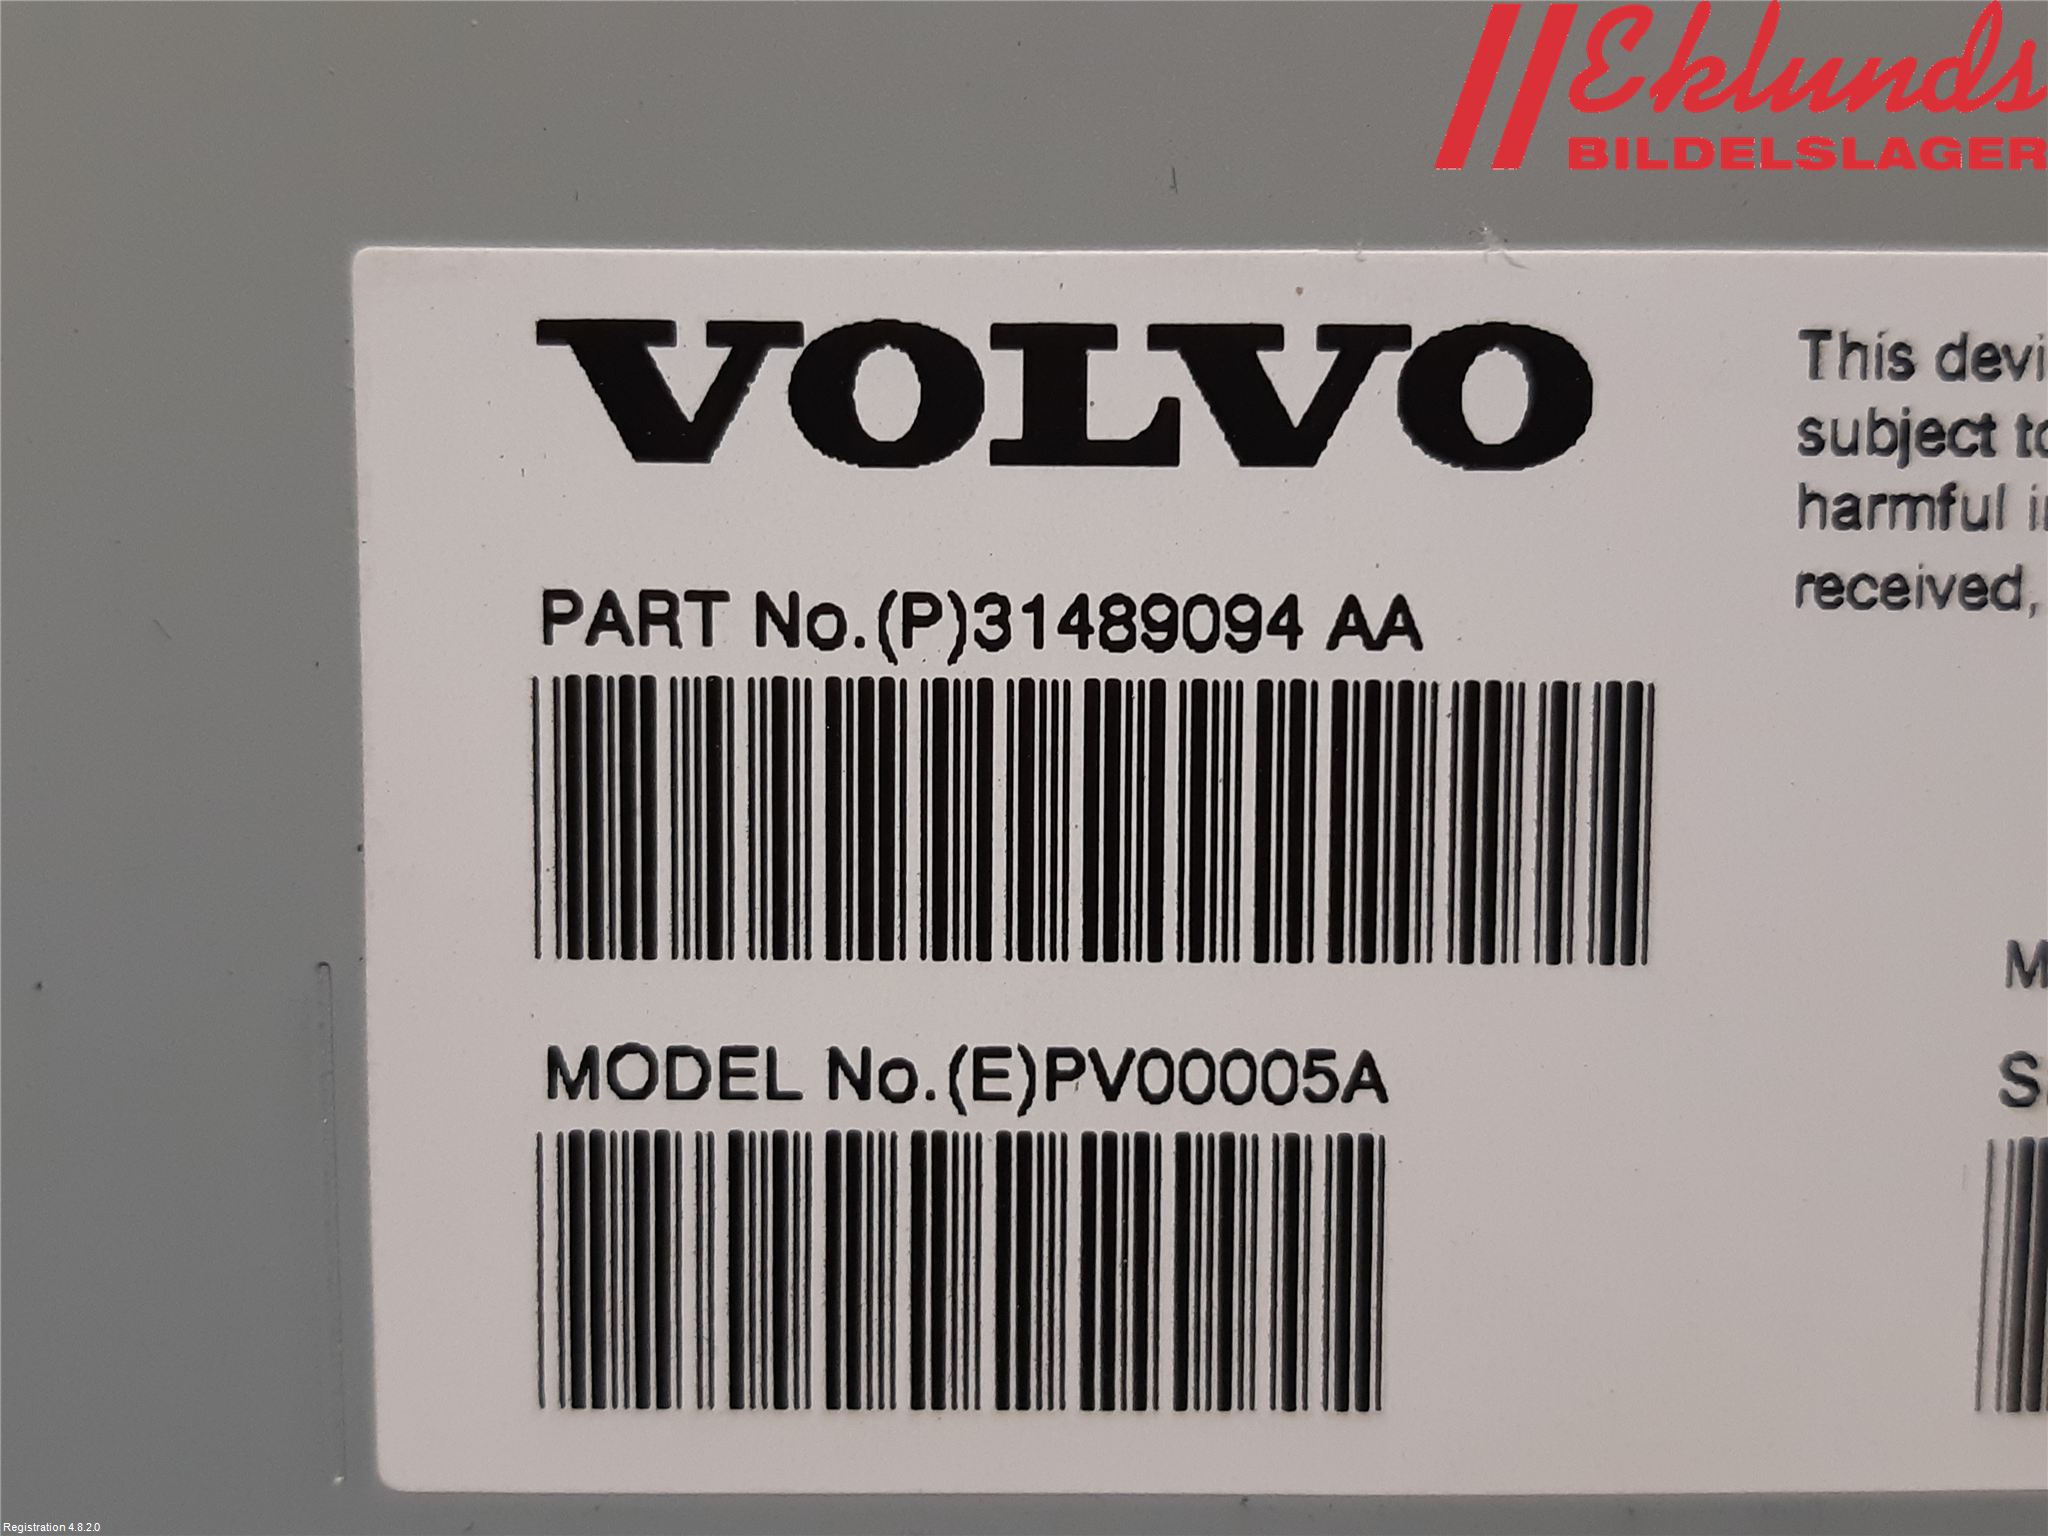 Eklunds
BILDELSLAGER
VOLVO
This
subject
harmful
received,
PART No.(P)31489094 AA
MODEL No.(E)PV00005A
Registration 4.8.2.0